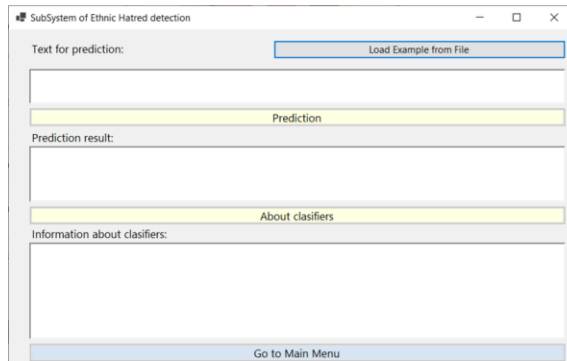 SubSystem of Ethnic Hatred detection
Text for prediction:
Load Example from File
Prediction
Prediction result:
About clasifiers
Information about clasifiers:
Go to Main Menu